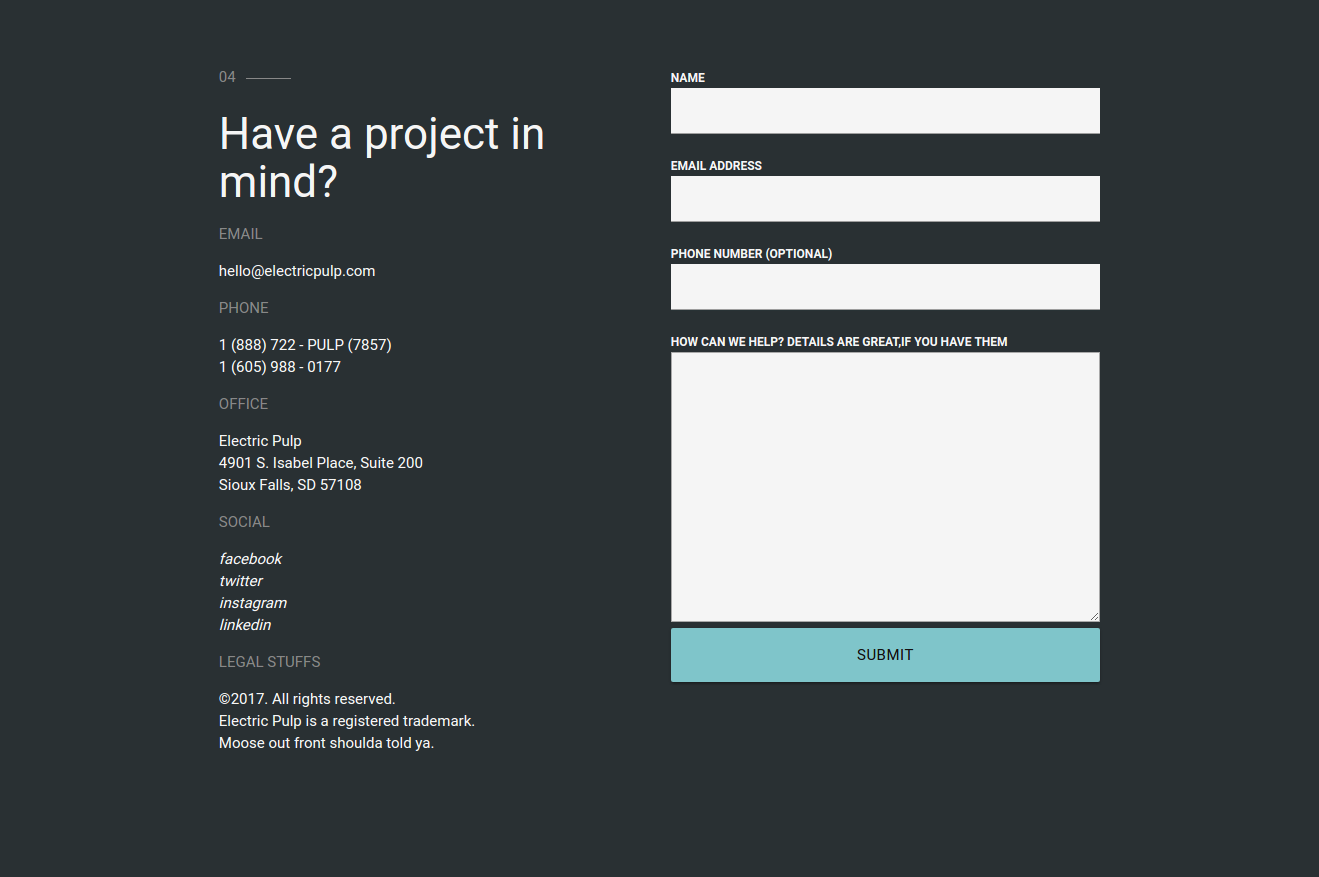 04
Have a project in
mind?
EMAIL
hello@electricpulp.com
PHONE
1 (888) 722 - PULP (7857)
1 (605) 988 - 0177
OFFICE
Electric Pulp
4901 S. Isabel Place, Suite 200
Sioux Falls, SD 57108
SOCIAL
facebook
twitter
instagram
linkedin
LEGAL STUFFS
©2017. All rights reserved.
Electric Pulp is a registered trademark.
Moose out front shoulda told ya.
NAME
EMAIL ADDRESS
PHONE NUMBER (OPTIONAL)
HOW CAN WE HELP? DETAILS ARE GREAT,IF YOU HAVE THEM
SUBMIT